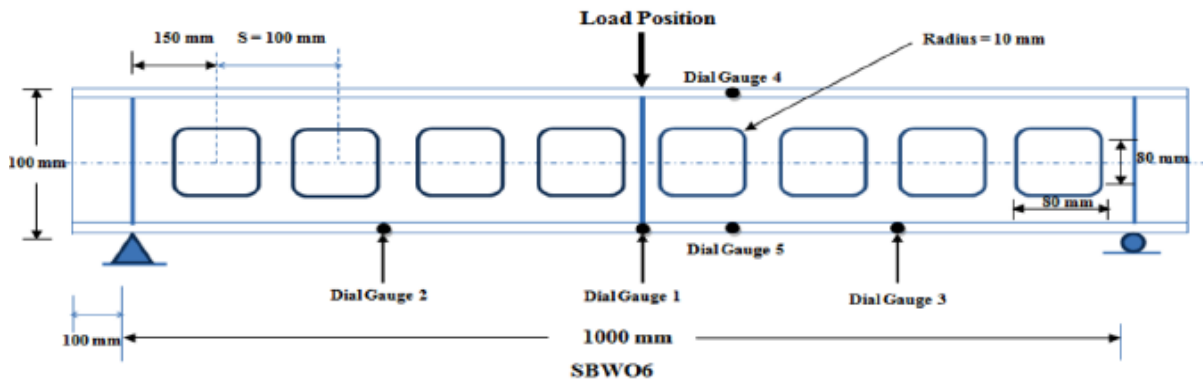 Load Position
150 mm
S = 100 mm
Radius = 10 mm
Dial Gauge 4
100 mm
80 mm
80 mm
Dial Gauge 5
Dial Gauge 2
Dial Gauge 1
Dial Gauge 3
100 mm
1000 mm
SBWO6